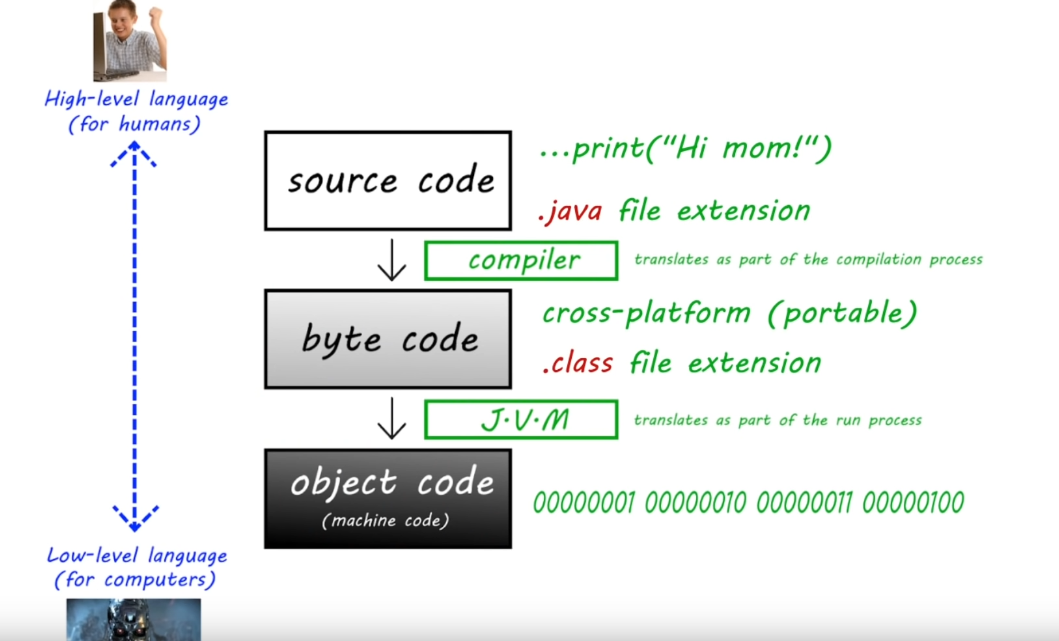 High-level language
(for humans)
source code
...print("Hi mom!")
.java file extension
compiler
translates as part of the compilation process
byte code
cross-platform (portable)
.class file extension
J.V.M
translates as part of the run process
object code
(machine code)
00000001 00000010 00000011 00000100
Low-level language
(for computers)